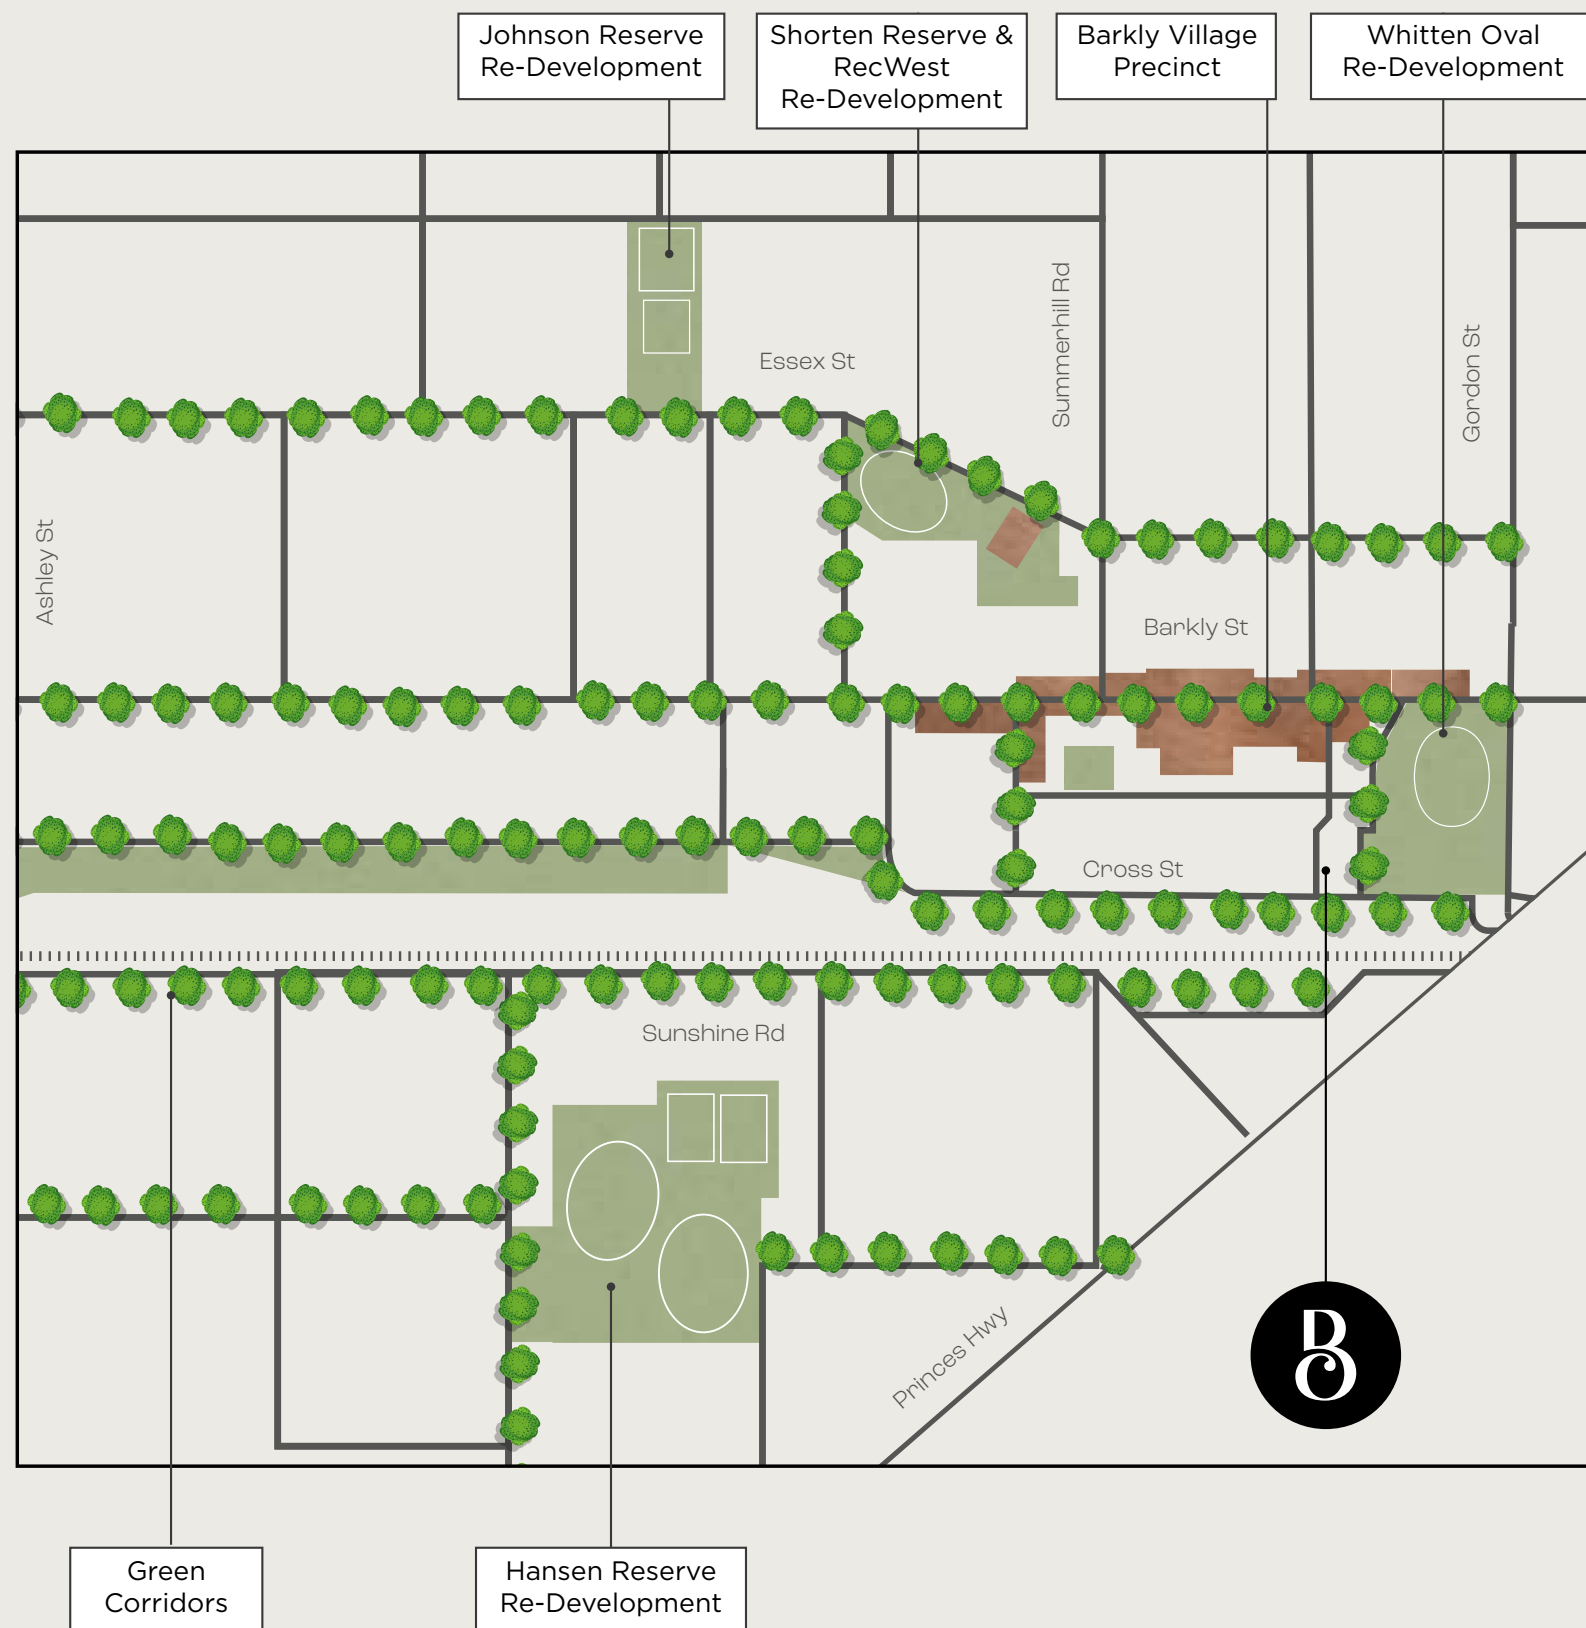 Johnson Reserve
Re-Development
Shorten Reserve &
RecWest
Re-Development
Barkly Village
Precinct
Whitten Oval
Re-Development
Essex St
Summerhill Rd
Gordon St
Ashley St
Barkly St
Cross St
Sunshine Rd
Princes Hwy
B
Green
Corridors
Hansen Reserve
Re-Development